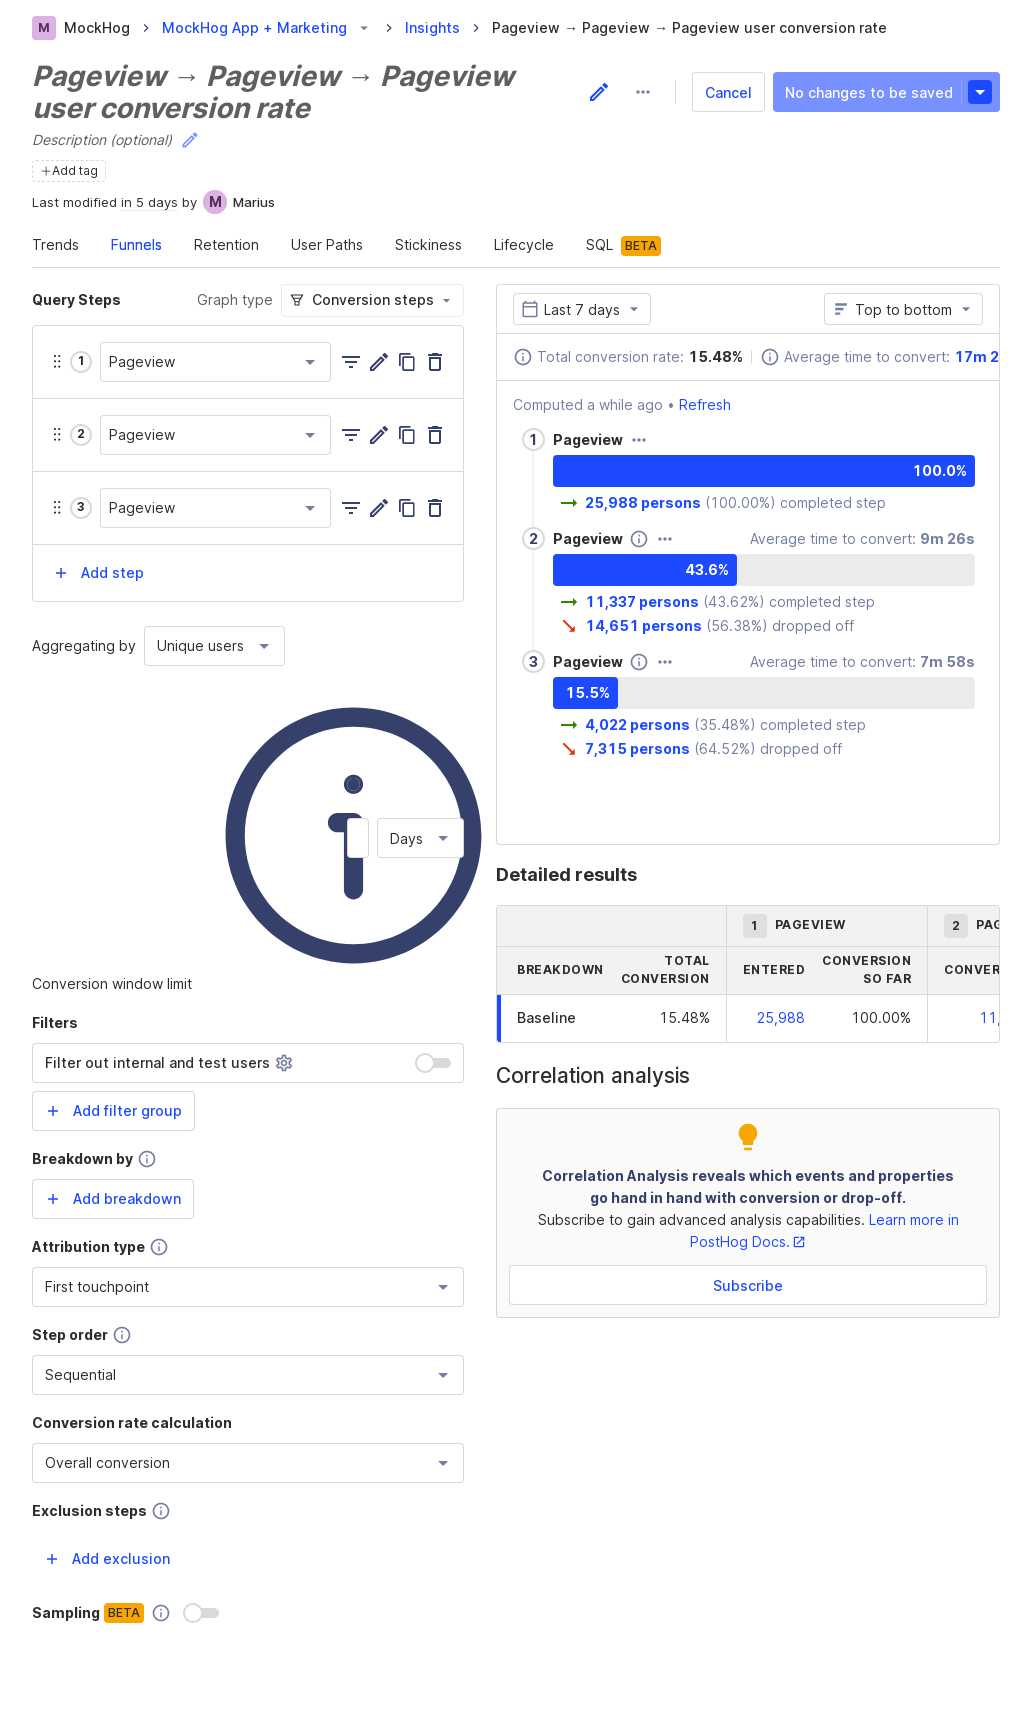 M MockHog MockHog App + Marketing Insights Pageview → Pageview → Pageview user conversion rate
Pageview → Pageview → Pageview
user conversion rate
Cancel
No changes to be saved
Description (optional)
Add tag
Last modified in 5 days by M Marius
Trends Funnels Retention User Paths Stickiness Lifecycle SQL BETA
Query Steps
Graph type
Conversion steps
1 Pageview
2 Pageview
3 Pageview
Add step
Aggregating by Unique users
Days
Conversion window limit
Filters
Filter out internal and test users
Add filter group
Breakdown by
Add breakdown
Attribution type
First touchpoint
Step order
Sequential
Conversion rate calculation
Overall conversion
Exclusion steps
Add exclusion
Sampling BETA
Last 7 days
Top to bottom
Total conversion rate: 15.48%
Average time to convert: 17m 2
Computed a while ago • Refresh
1 Pageview
100.0%
25,988 persons (100.00%) completed step
2 Pageview
Average time to convert: 9m 26s
43.6%
11,337 persons (43.62%) completed step
14,651 persons (56.38%) dropped off
3 Pageview
Average time to convert: 7m 58s
15.5%
4,022 persons (35.48%) completed step
7,315 persons (64.52%) dropped off
Detailed results
1 PAGEVIEW 2 PAG
BREAKDOWN
TOTAL
CONVERSION
ENTERED
CONVERSION
SO FAR
CONVER
Baseline 15.48% 25,988 100.00% 11,
Correlation analysis
Correlation Analysis reveals which events and properties
go hand in hand with conversion or drop-off.
Subscribe to gain advanced analysis capabilities. Learn more in
PostHog Docs.
Subscribe